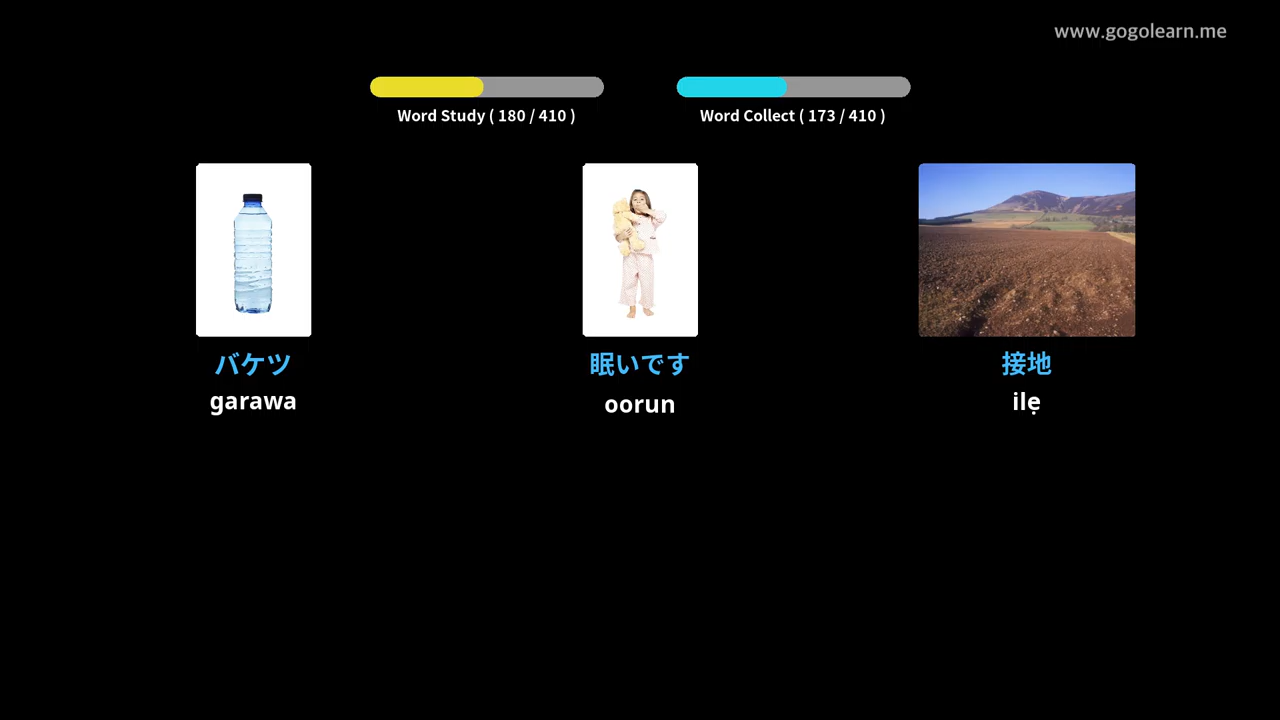 www.gogolearn.me
Word Study ( 180 / 410 )
Word Collect ( 173 / 410 )
バケツ
garawa
眠いです
oorun
接地
ilẹ